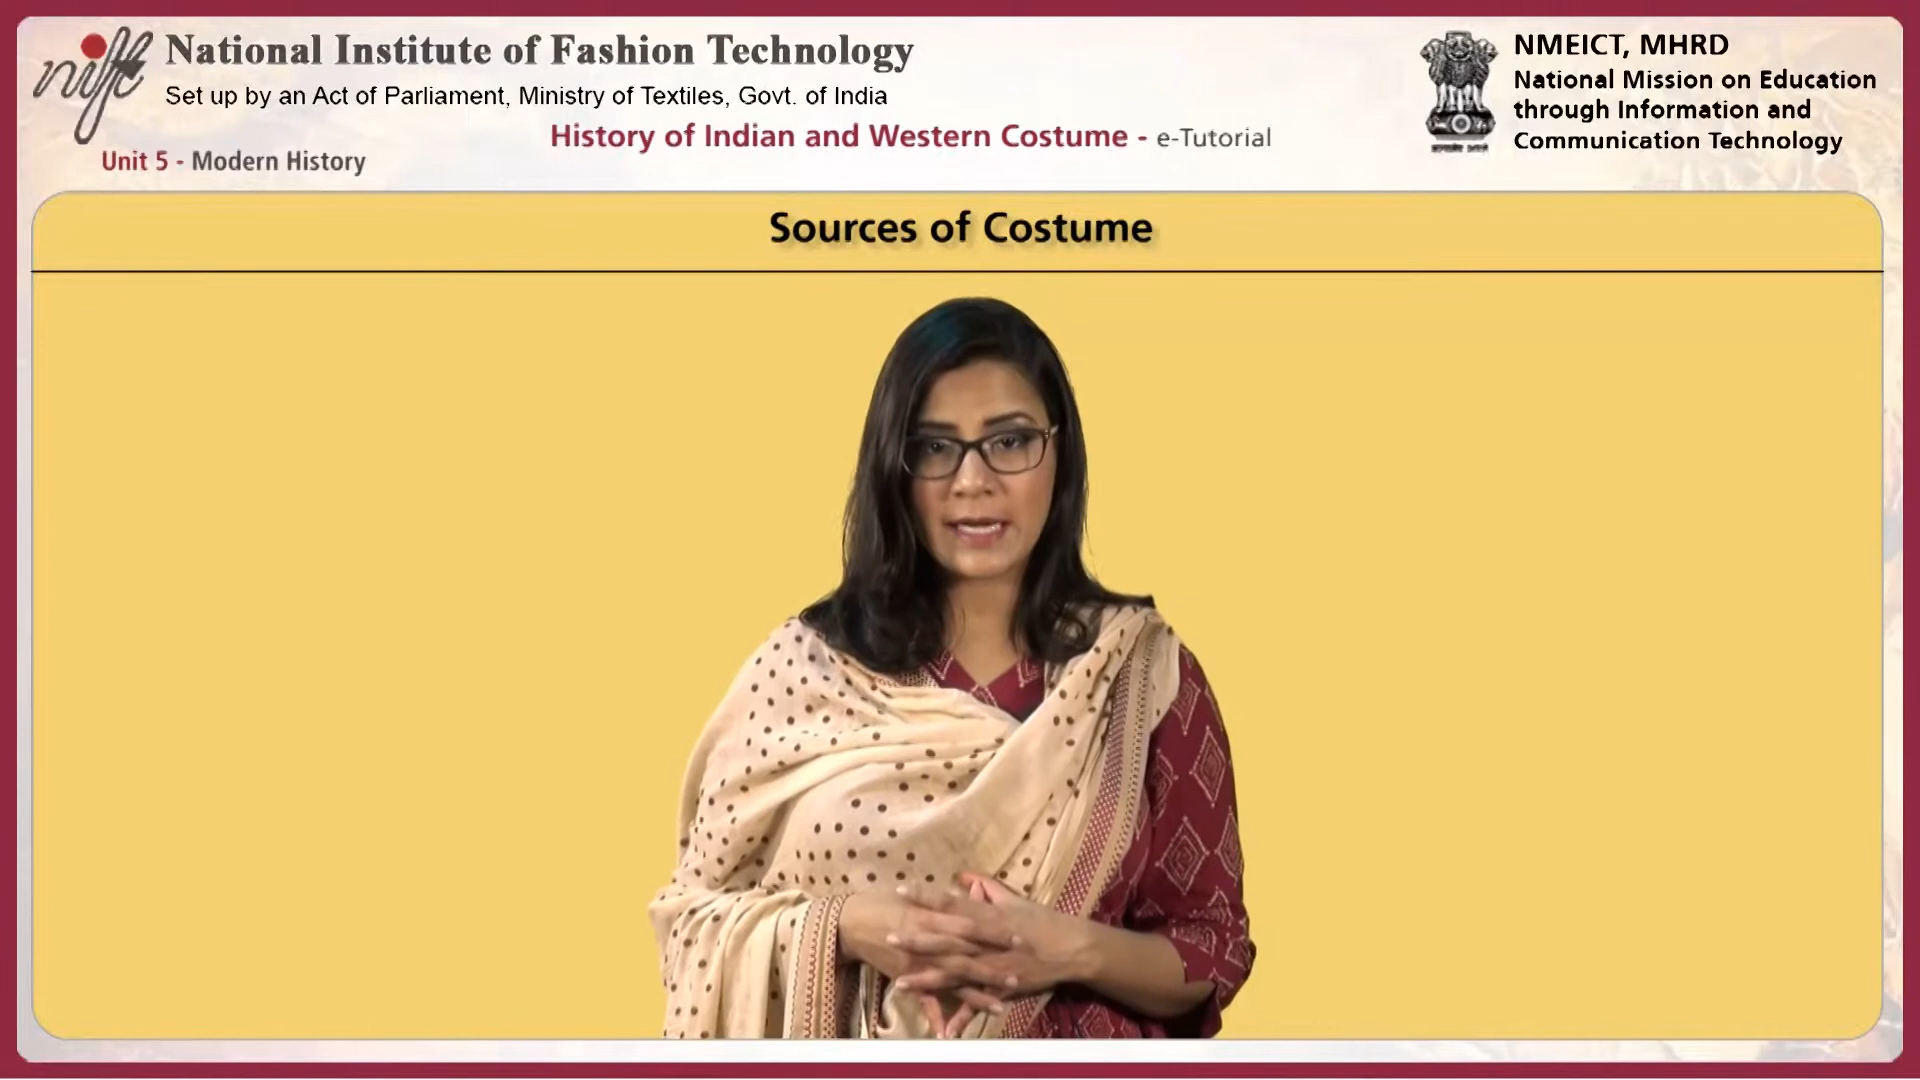 nift
National Institute of Fashion Technology
Set up by an Act of Parliament, Ministry of Textiles, Govt. of India
History of Indian and Western Costume - e-Tutorial
Unit 5 - Modern History
NMEICT, MHRD
National Mission on Education
through Information and
Communication Technology
Sources of Costume